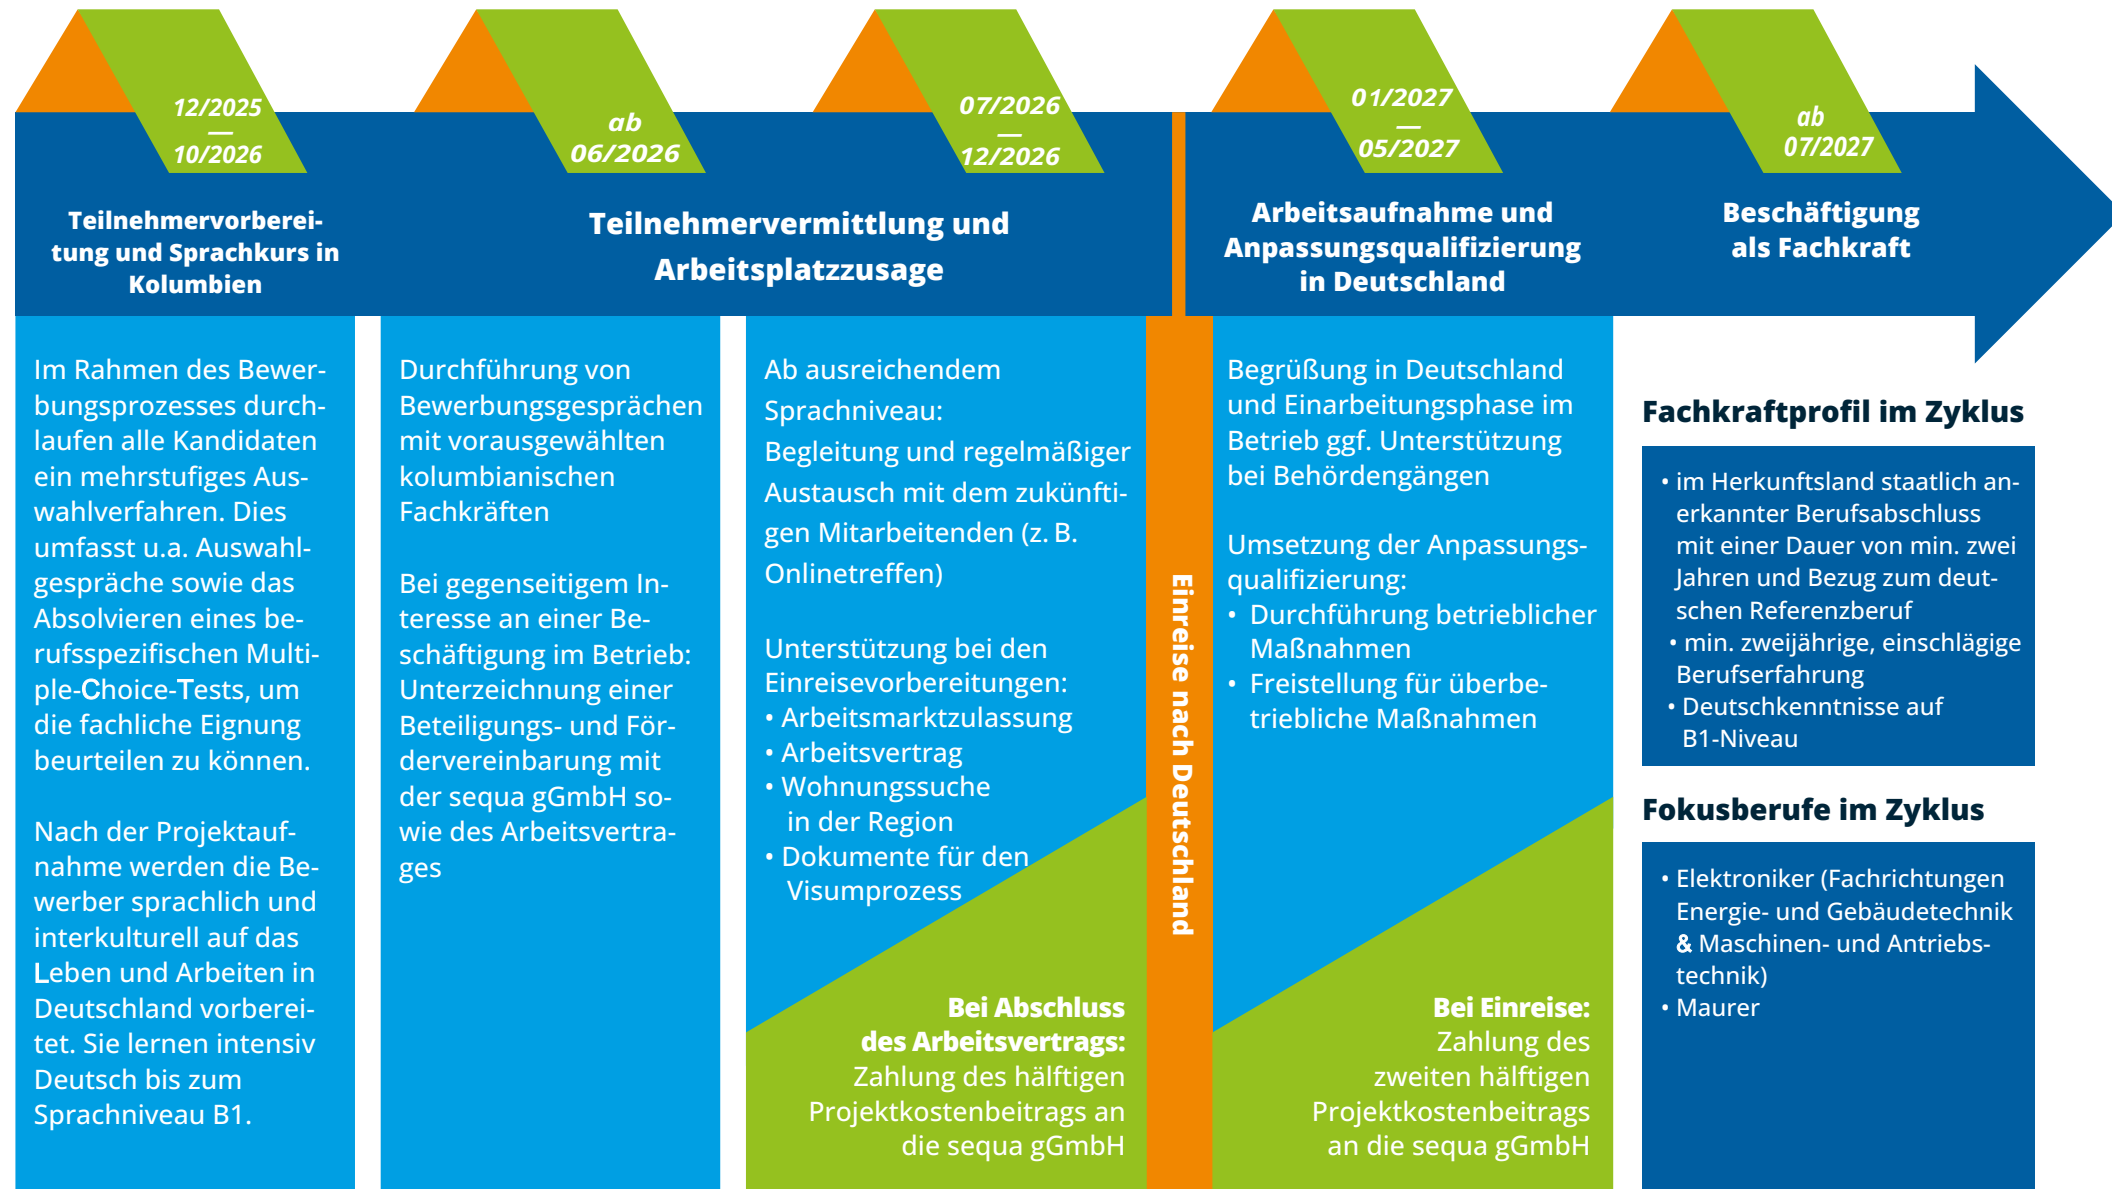 12/2025
—
10/2026
Teilnehmervorberei-
tung und Sprachkurs in
Kolumbien
ab
06/2026
07/2026
—
12/2026
Teilnehmervermittlung und
Arbeitsplatzzusage
01/2027
—
05/2027
Arbeitsaufnahme und
Anpassungsqualifizierung
in Deutschland
ab
07/2027
Beschäftigung
als Fachkraft
Im Rahmen des Bewer-
bungsprozesses durch-
laufen alle Kandidaten
ein mehrstufiges Aus-
wahlverfahren. Dies
umfasst u.a. Auswahl-
gespräche sowie das
Absolvieren eines be-
rufsspezifischen Multi-
ple-Choice-Tests, um
die fachliche Eignung
beurteilen zu können.
Nach der Projektauf-
nahme werden die Be-
werber sprachlich und
interkulturell auf das
Leben und Arbeiten in
Deutschland vorberei-
tet. Sie lernen intensiv
Deutsch bis zum
Sprachniveau B1.
Durchführung von
Bewerbungsgesprächen
mit vorausgewählten
kolumbianischen
Fachkräften
Bei gegenseitigem In-
teresse an einer Be-
schäftigung im Betrieb:
Unterzeichnung einer
Beteiligungs- und För-
dervereinbarung mit
der sequa gGmbH so-
wie des Arbeitsvertra-
ges
Ab ausreichendem
Sprachniveau:
Begleitung und regelmäßiger
Austausch mit dem zukünfti-
gen Mitarbeitenden (z. B.
Onlinetreffen)
Unterstützung bei den
Einreisevorbereitungen:
• Arbeitsmarktzulassung
• Arbeitsvertrag
• Wohnungssuche
in der Region
• Dokumente für den
Visumprozess
Bei Abschluss
des Arbeitsvertrags:
Zahlung des hälftigen
Projektkostenbeitrags an
die sequa gGmbH
Einreise nach Deutschland
Begrüßung in Deutschland
und Einarbeitungsphase im
Betrieb ggf. Unterstützung
bei Behördengängen
Umsetzung der Anpassungs-
qualifizierung:
• Durchführung betrieblicher
Maßnahmen
• Freistellung für überbe-
triebliche Maßnahmen
Bei Einreise:
Zahlung des
zweiten hälftigen
Projektkostenbeitrags
an die sequa gGmbH
Fachkraftprofil im Zyklus
• im Herkunftsland staatlich an-
erkannter Berufsabschluss
mit einer Dauer von min. zwei
Jahren und Bezug zum deut-
schen Referenzberuf
• min. zweijährige, einschlägige
Berufserfahrung
• Deutschkenntnisse auf
B1-Niveau
Fokusberufe im Zyklus
• Elektroniker (Fachrichtungen
Energie- und Gebäudetechnik
& Maschinen- und Antriebs-
technik)
• Maurer